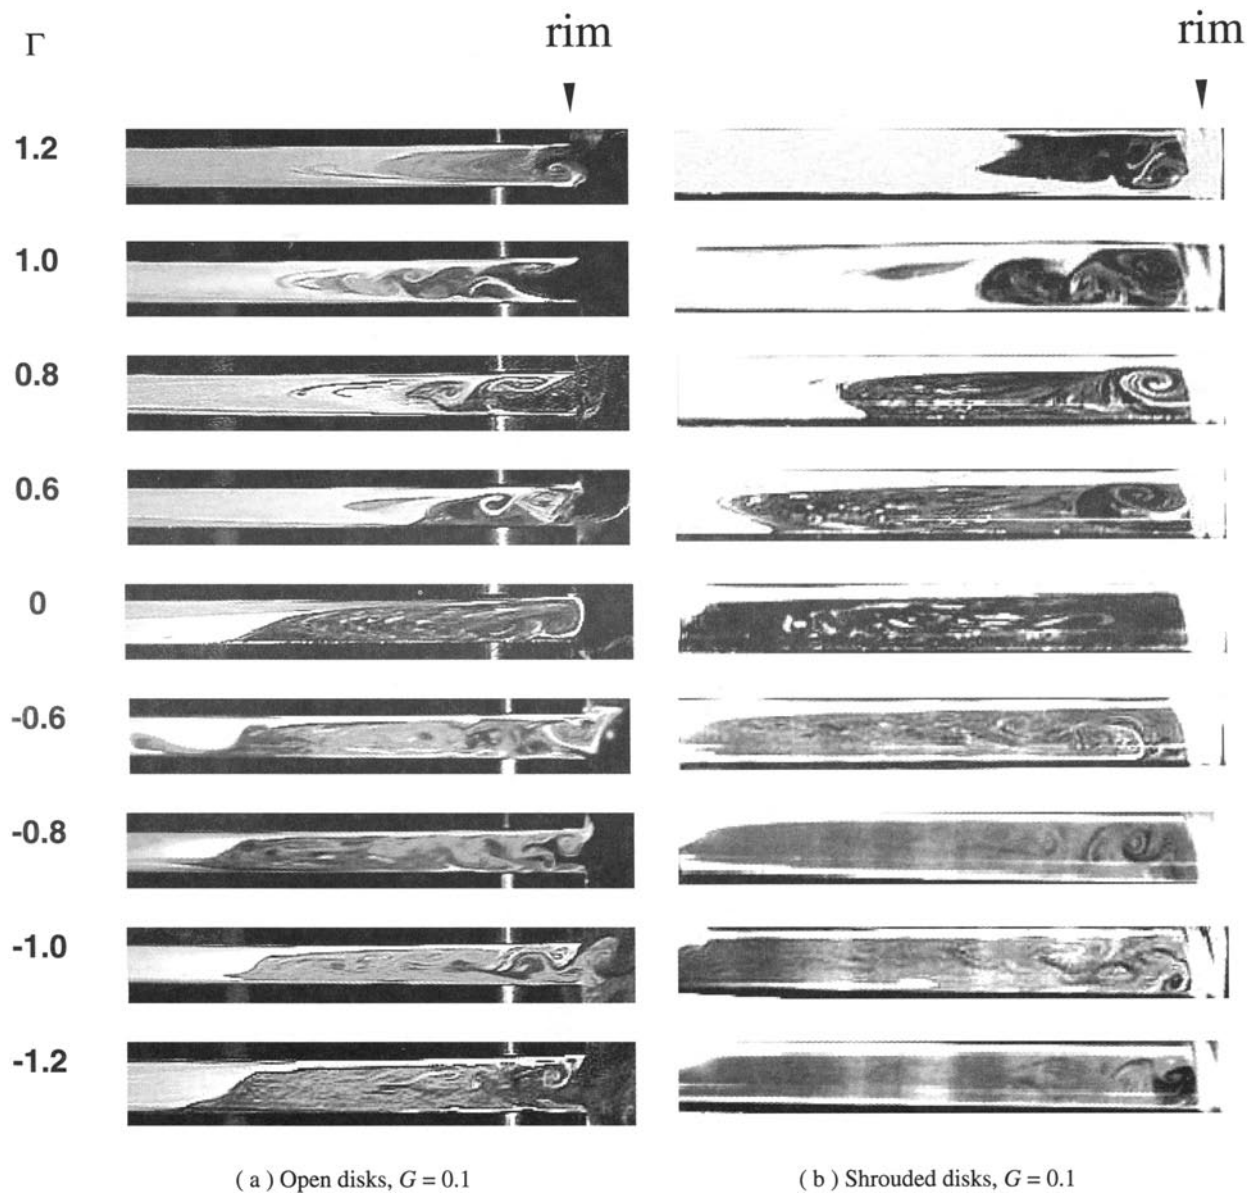 Γ
rim
rim
1.2
1.0
0.8
0.6
0
-0.6
-0.8
-1.0
-1.2
( a ) Open disks, G = 0.1
( b ) Shrouded disks, G = 0.1